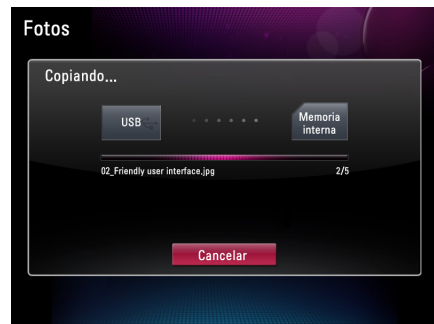 Fotos
Copiando...
USB
Memoria
interna
02_Friendly user interface.jpg
2/5
Cancelar